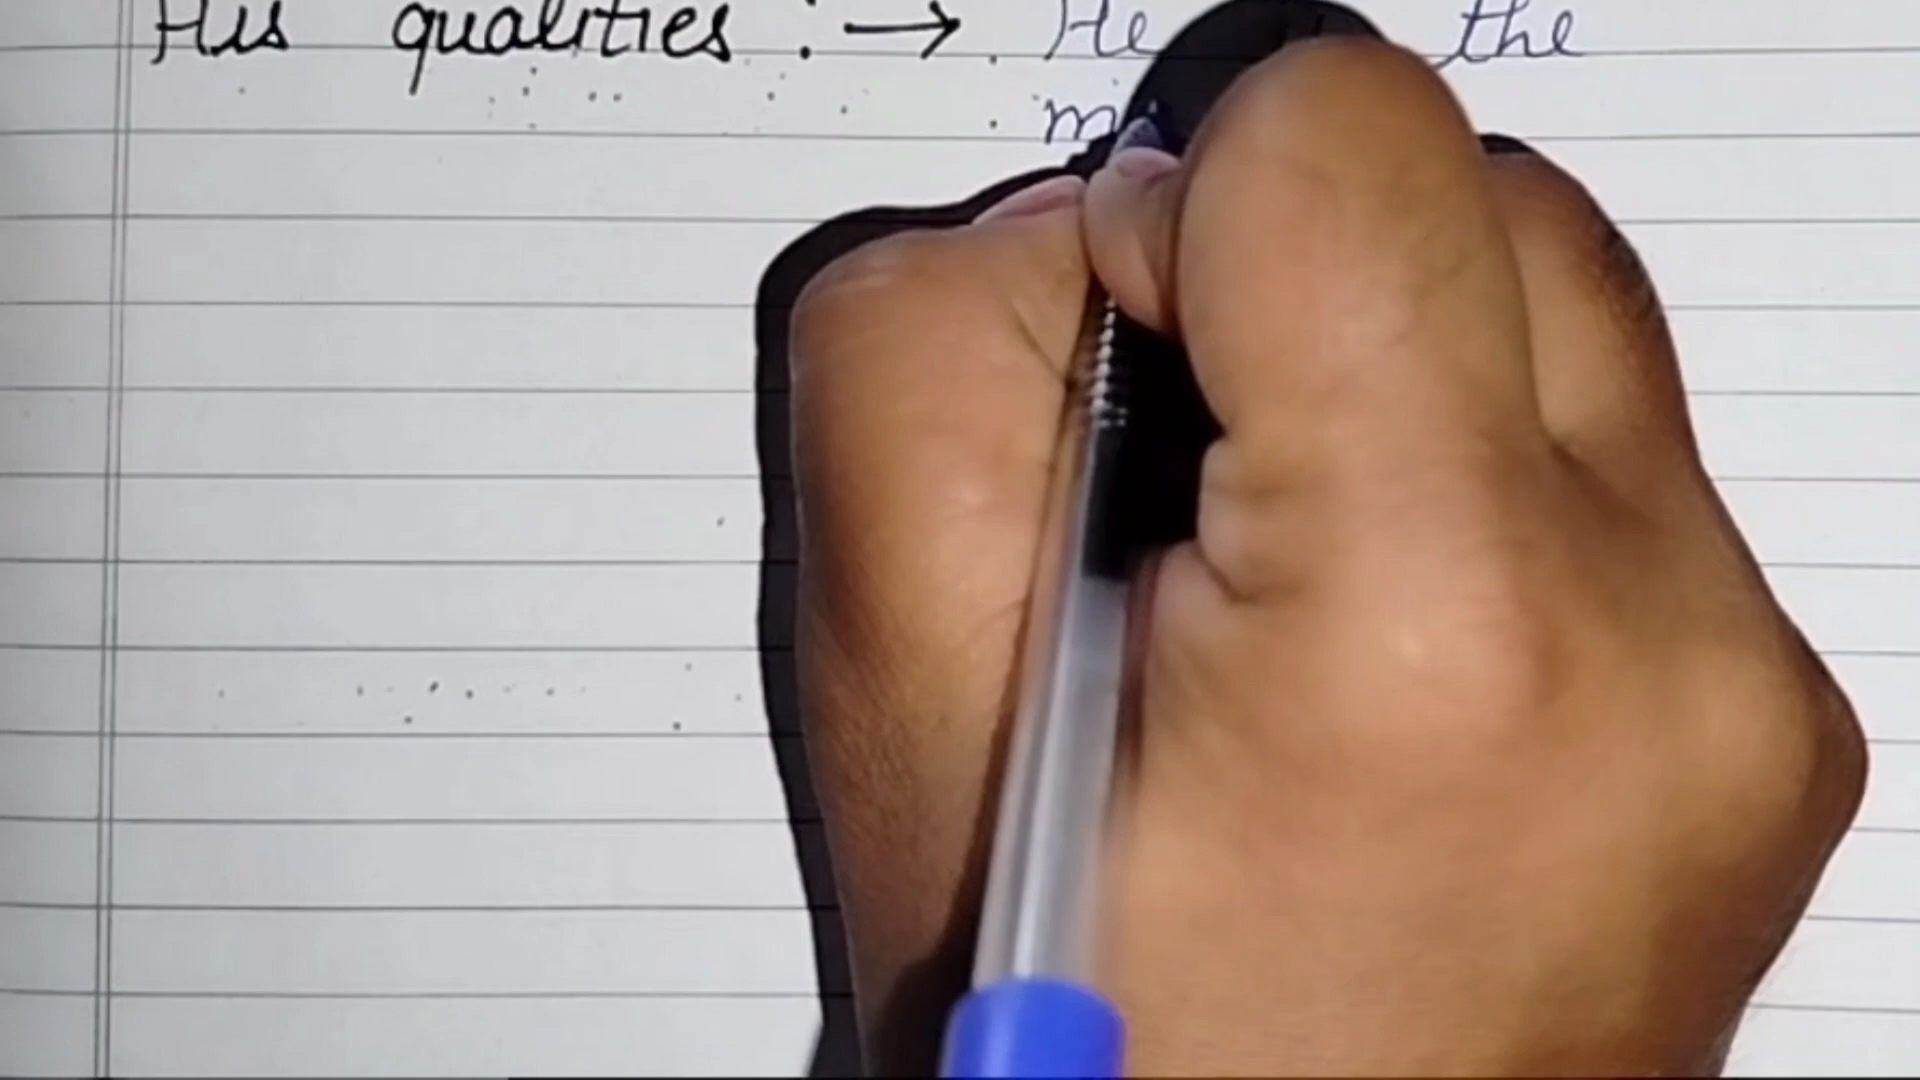 His qualities :→ He the